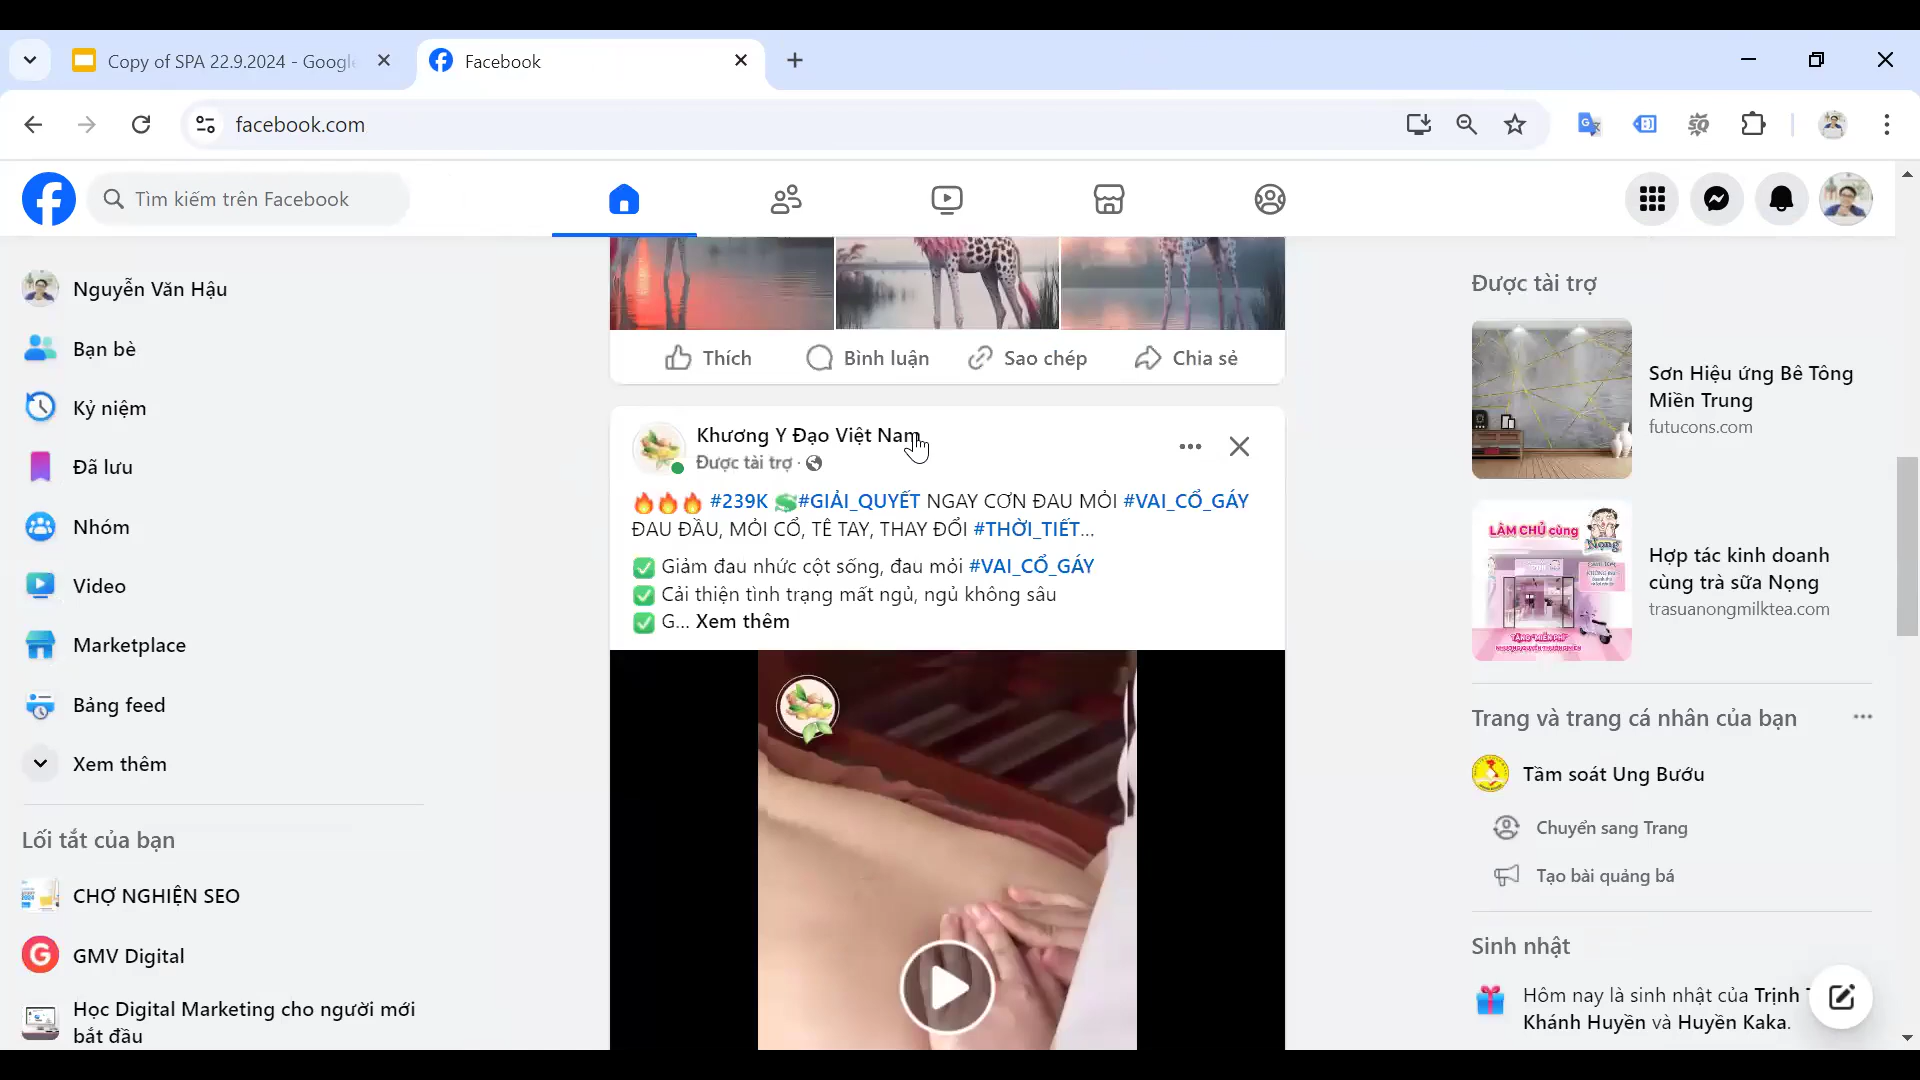 Copy of SPA 22.9.2024 - Google
Facebook
facebook.com
Tìm kiếm trên Facebook
Nguyễn Văn Hậu
Bạn bè
Kỷ niệm
Đã lưu
Nhóm
Video
Marketplace
Bảng feed
Xem thêm
Lối tắt của bạn
CHỢ NGHIỆN SEO
G
GMV Digital
Học Digital Marketing cho người mới
bắt đầu
Thích
Bình luận
Sao chép
Chia sẻ
Khương Y Đạo Việt Nam
Được tài trợ ·
#239K #GIẢI_QUYẾT NGAY CƠN ĐAU MỎI #VAI_CỔ_GÁY
ĐAU ĐẦU, MỎI CỔ, TÊ TAY, THAY ĐỔI #THỜI_TIẾT...
Giảm đau nhức cột sống, đau mỏi #VAI_CỔ_GÁY
Cải thiện tình trạng mất ngủ, ngủ không sâu
G... Xem thêm
Được tài trợ
Sơn Hiệu ứng Bê Tông
Miền Trung
futucons.com
LÀM CHỦ cùng
Nọng
Hợp tác kinh doanh
cùng trà sữa Nọng
trasuanongmilktea.com
Trang và trang cá nhân của bạn
Tầm soát Ung Bướu
Chuyển sang Trang
Tạo bài quảng bá
Sinh nhật
Hôm nay là sinh nhật của Trịnh T
Khánh Huyền và Huyền Kaka.